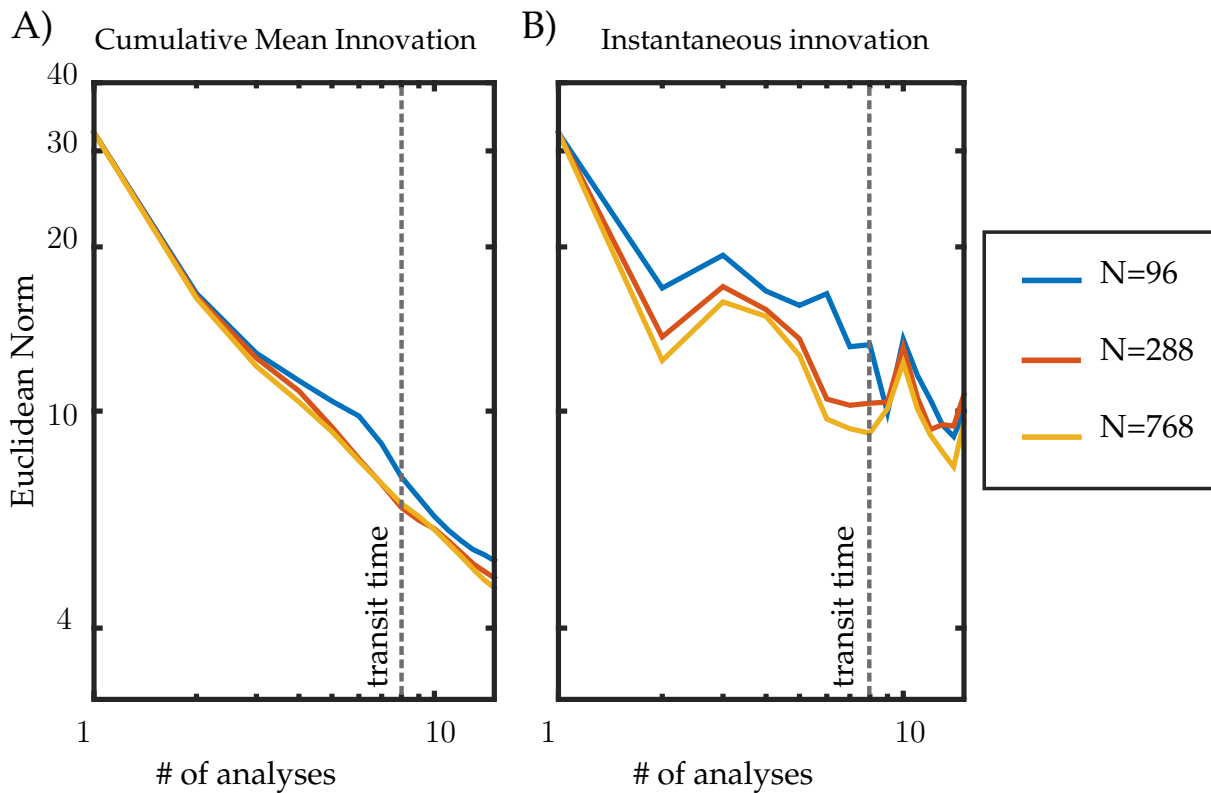 A)
Cumulative Mean Innovation
B)
Instantaneous innovation
Euclidean Norm
40
30
20
10
4
transit time
transit time
1
10
1
10
# of analyses
# of analyses
N=96
N=288
N=768